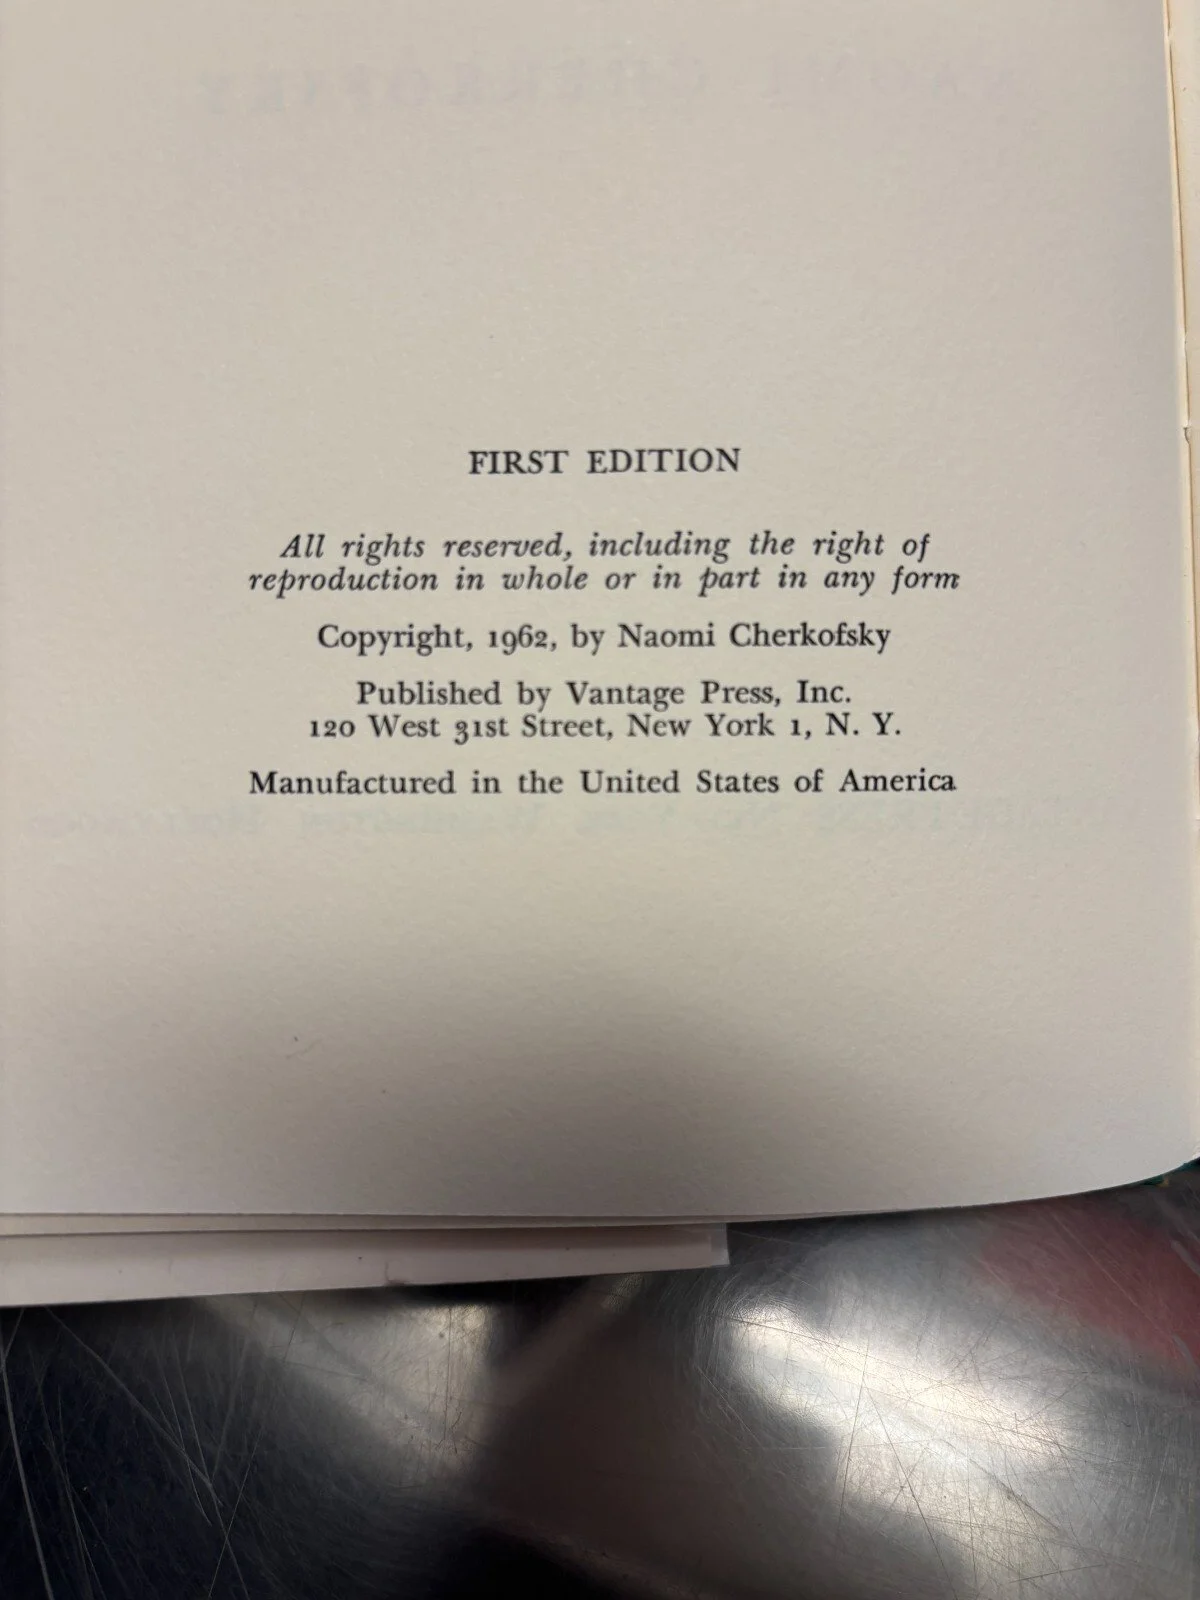 FIRST EDITION
All rights reserved, including the right of
reproduction in whole or in part in any form
Copyright, 1962, by Naomi Cherkofsky
Published by Vantage Press, Inc.
120 West 31st Street, New York 1, N. Y.
Manufactured in the United States of America